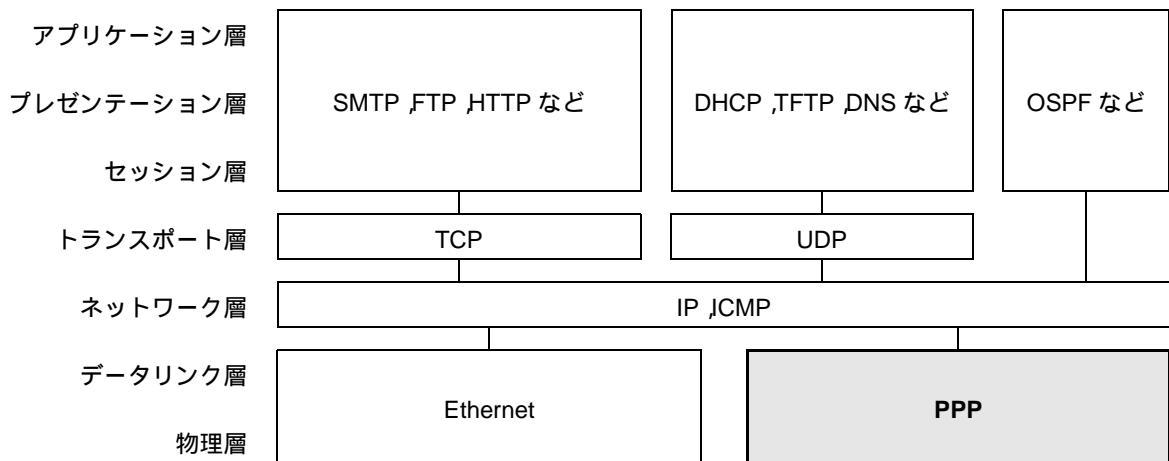 アプリケーション層
プレゼンテーション層
SMTP ,FTP ,HTTP など
DHCP ,TFTP ,DNS など
OSPF など
セッション層
トランスポート層
TCP
UDP
ネットワーク層
IP ,ICMP
データリンク層
Ethernet
PPP
物理層